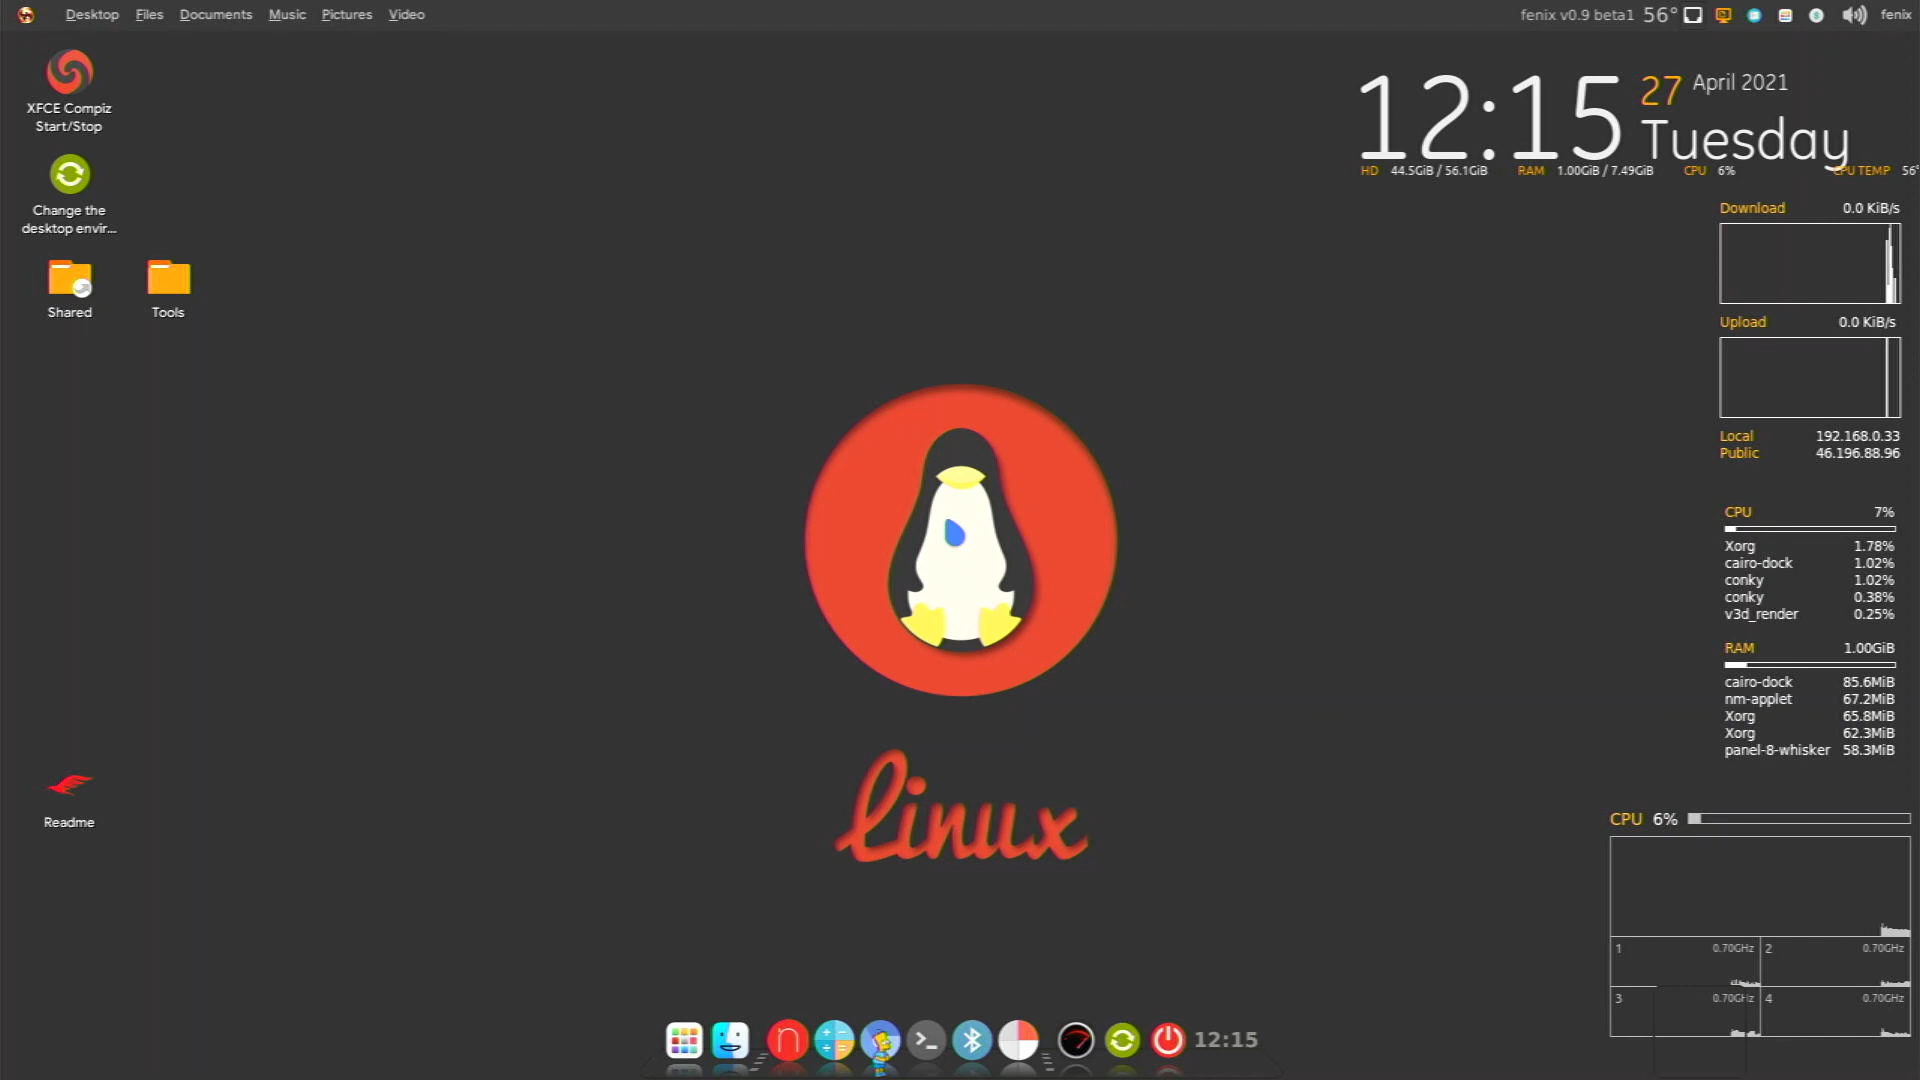 Desktop Files Documents Music Pictures Video
fenix v0.9 beta1 56° fenix
XFCE Compiz
Start/Stop
Change the
desktop envir...
Shared
Tools
Readme
12:15 27 April 2021
Tuesday
HD 44.5GiB / 56.1GiB RAM 1.00GiB / 7.49GiB CPU 6% CPU TEMP 56°
Download 0.0 KiB/s
Upload 0.0 KiB/s
Local 192.168.0.33
Public 46.196.88.96
CPU 7%
Xorg 1.78%
cairo-dock 1.02%
conky 1.02%
conky 0.38%
v3d_render 0.25%
RAM 1.00GiB
cairo-dock 85.6MiB
nm-applet 67.2MiB
Xorg 65.8MiB
Xorg 62.3MiB
panel-8-whisker 58.3MiB
linux
CPU 6%
1 0.70GHz 2 0.70GHz
3 0.70GHz 4 0.70GHz
12:15